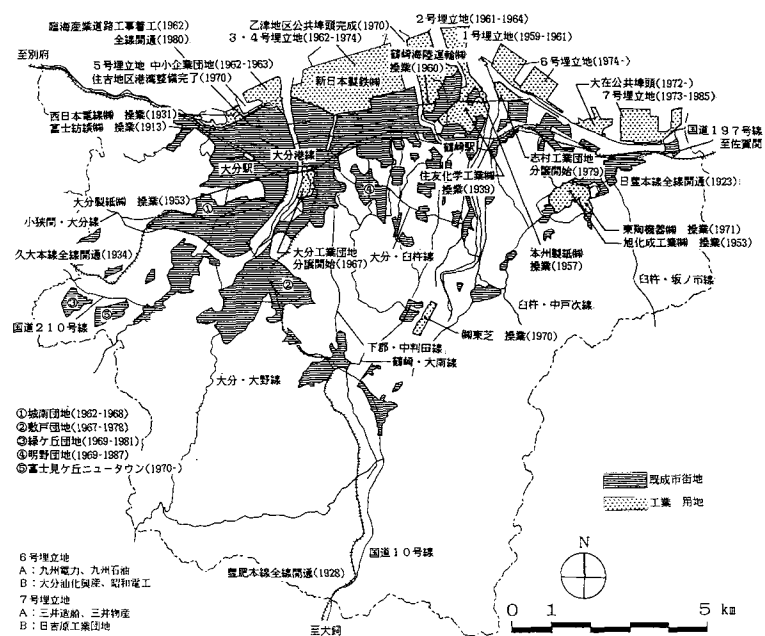 臨海産業道路工事着工(1962)
全線開通(1980)
乙津地区公共埠頭完成(1970)
3・4号埋立地(1962-1974)
2号埋立地(1961-1964)
1号埋立地(1959-1961)
鶴崎海陸運輸㈱
操業(1960)
6号埋立地(1974-)
至別府
5号埋立地 中小企業団地(1962-1963)
住吉地区港湾整備完了(1970)
新日本製鉄㈱
大在公共埠頭(1972-)
7号埋立地(1973-1985)
西日本電線㈱ 操業(1931)
富士紡績㈱ 操業(1913)
国道197号線
至佐賀関
大分港線
大分駅
鶴崎駅
志村工業団地
分譲開始(1979)
住友化学工業㈱
操業(1939)
日豊本線全線開通(1923)
大分製紙㈱ 操業(1953)
①
④
小狭間・大分線
東陶機器㈱ 操業(1971)
旭化成工業㈱ 操業(1953)
久大本線全線開通(1934)
大分工業団地
分譲開始(1967)
大分・臼杵線
本州製紙㈱
操業(1957)
②
③
⑤
臼杵・中戸次線
臼杵・坂ノ市線
国道210号線
㈱東芝 操業(1970)
下郡・中判田線
鶴崎・大南線
大分・大野線
①城南団地(1962-1968)
②敷戸団地(1967-1978)
③緑ケ丘団地(1969-1981)
④明野団地(1969-1987)
⑤富士見ケ丘ニュータウン(1970-)
既成市街地
工業 用地
6号埋立地
A:九州電力、九州石油
B:大分油化興産、昭和電工
7号埋立地
A:三井造船、三井物産
B:日吉原工業団地
国道10号線
豊肥本線全線開通(1928)
至犬飼
N
0 1 5 km